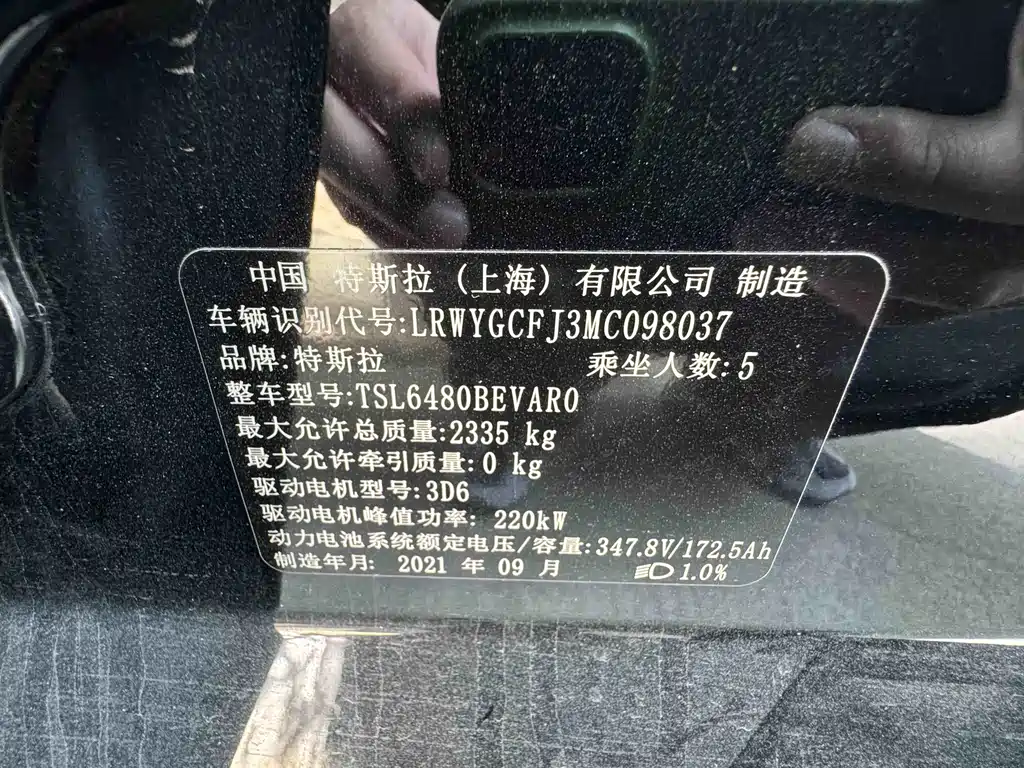 中国 特斯拉 (上海) 有限公司 制造
车辆识别代号:LRWYGCFJ3MC098037
品牌:特斯拉 乘坐人数:5
整车型号:TSL6480BEVAR0
最大允许总质量:2335 kg
最大允许牵引质量:0 kg
驱动电机型号:3D6
驱动电机峰值功率: 220kW
动力电池系统额定电压/容量:347.8V/172.5Ah
制造年月: 2021 年 09 月 1.0%